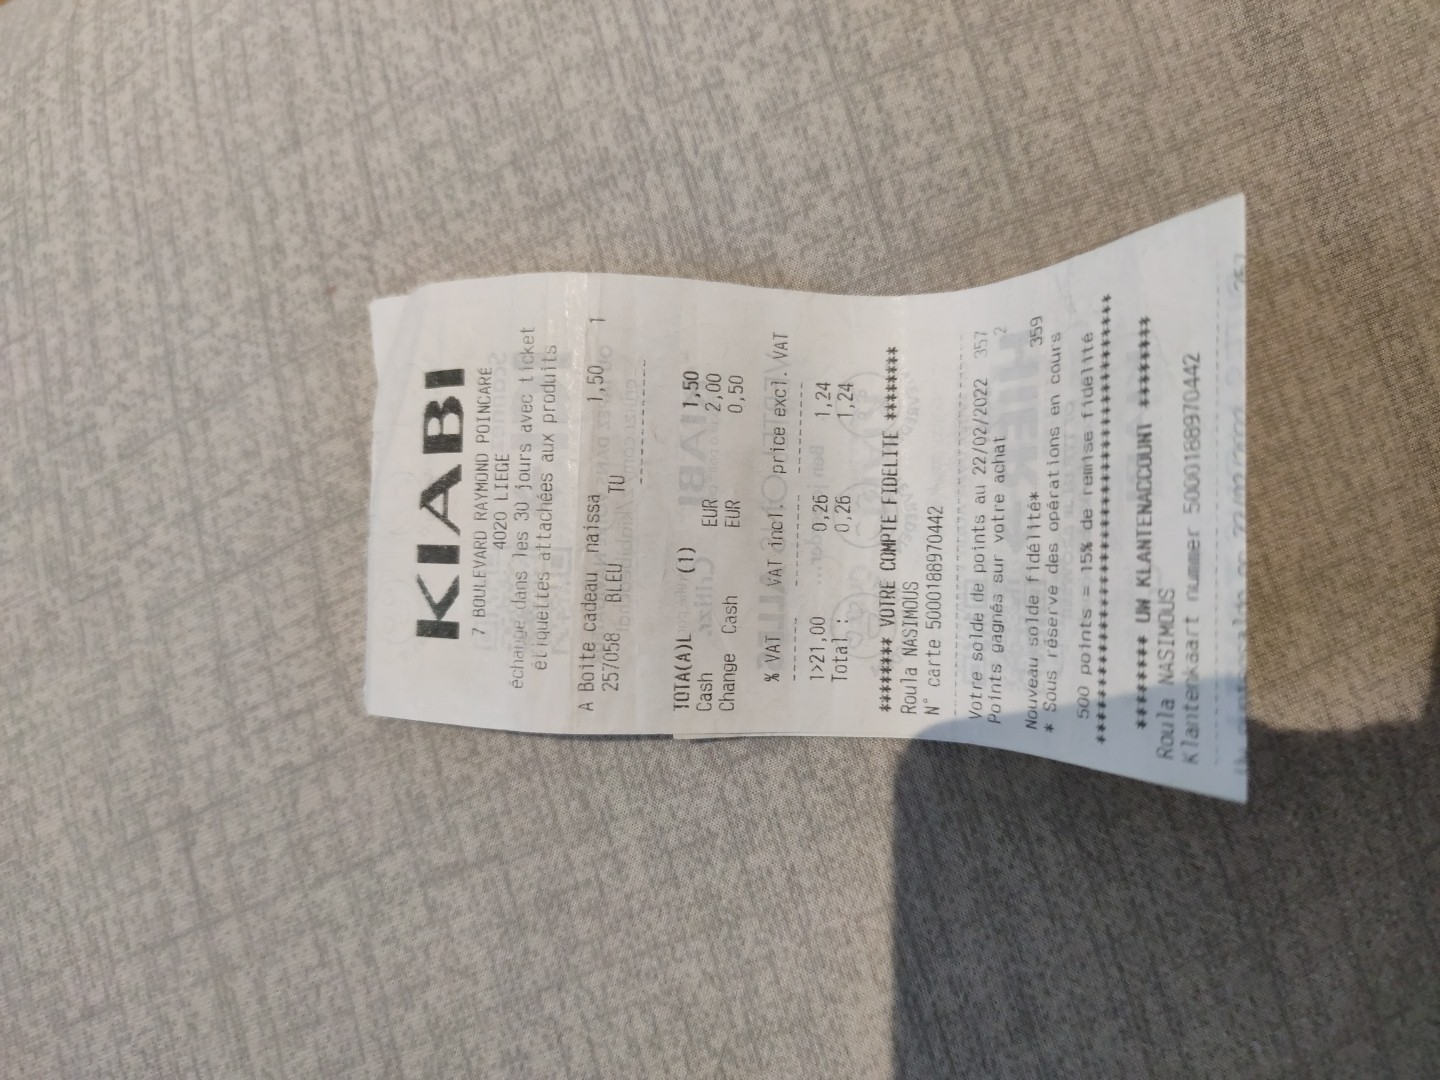 KIABI
7 BOULEVARD RAYMOND POINCARÉ
4020 LIEGE
échange dans les 30 jours avec ticket
étiquettes attachées aux produits
A Boite cadeau naissa 1,50 1
257058 BLEU TU
TOTA(A)L (1) 1,50
Cash EUR 2,00
Change Cash EUR 0,50
% VAT VAT incl. price excl. VAT
1>21,00 0,26 1,24
Total : 0,26 1,24
******* VOTRE COMPTE FIDELITE ********
Roula NASIMOUS
N° carte 5000188970442
Votre solde de points au 22/02/2022 357
Points gagnés sur votre achat 2
Nouveau solde fidélité* 359
* Sous réserve des opérations en cours
500 points = 15% de remise fidélité
****************************************
******** UW KLANTENACCOUNT ********
Roula NASIMOUS
Klantenkaart nummer 5000188970442